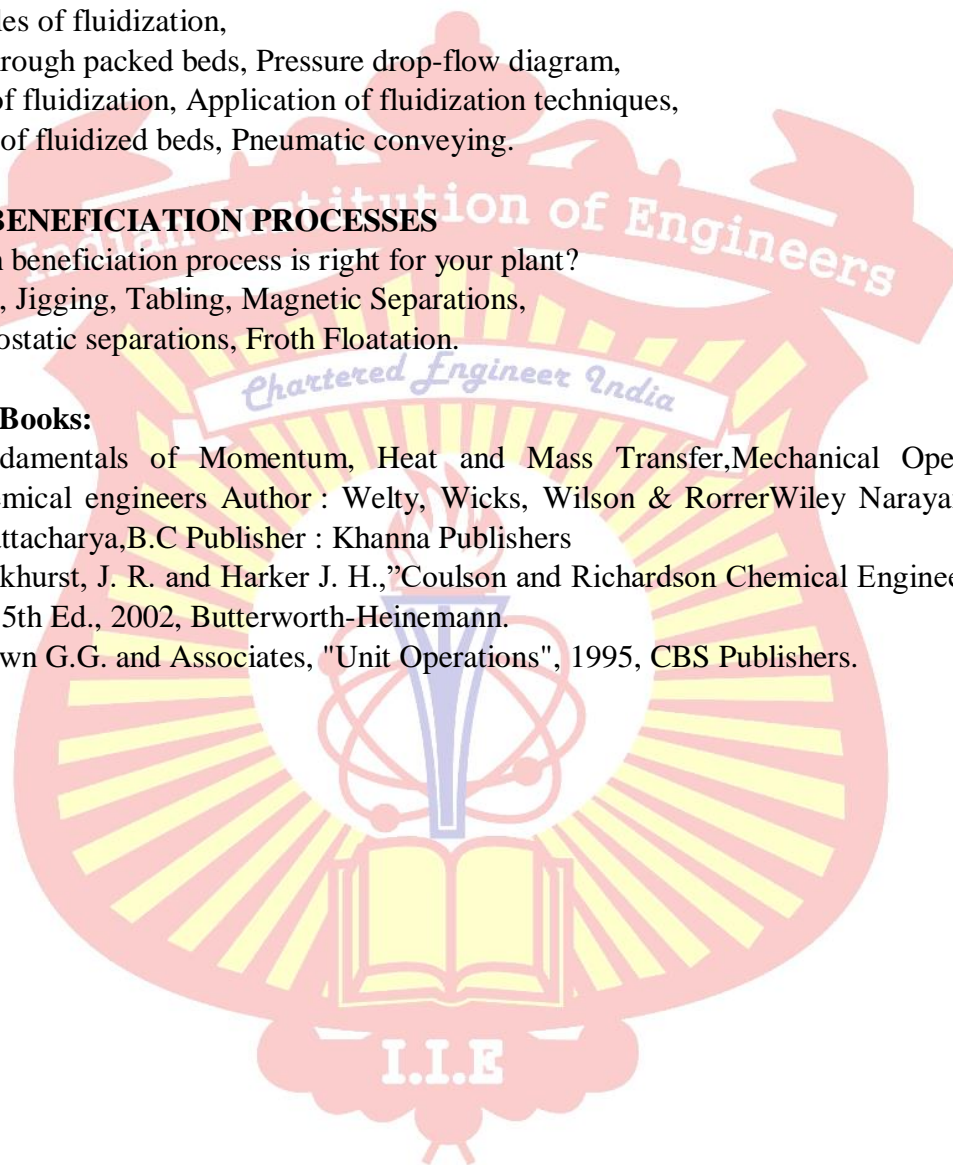 les of fluidization,
rough packed beds, Pressure drop-flow diagram,
of fluidization, Application of fluidization techniques,
of fluidized beds, Pneumatic conveying.
BENEFICIATION PROCESSES
beneficiation process is right for your plant?
, Jigging, Tabling, Magnetic Separations,
ostatic separations, Froth Floatation.
Books:
damentals of Momentum, Heat and Mass Transfer,Mechanical Ope
mical engineers Author : Welty, Wicks, Wilson & RorrerWiley Naraya
ttacharya,B.C Publisher : Khanna Publishers
khurst, J. R. and Harker J. H.,”Coulson and Richardson Chemical Enginee
5th Ed., 2002, Butterworth-Heinemann.
wn G.G. and Associates, "Unit Operations", 1995, CBS Publishers.
Indian Institution of Engineers
Chartered Engineer India
I.I.E